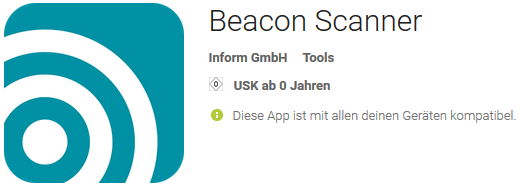 Beacon Scanner
Inform GmbH Tools
0 USK ab 0 Jahren
Diese App ist mit allen deinen Geräten kompatibel.